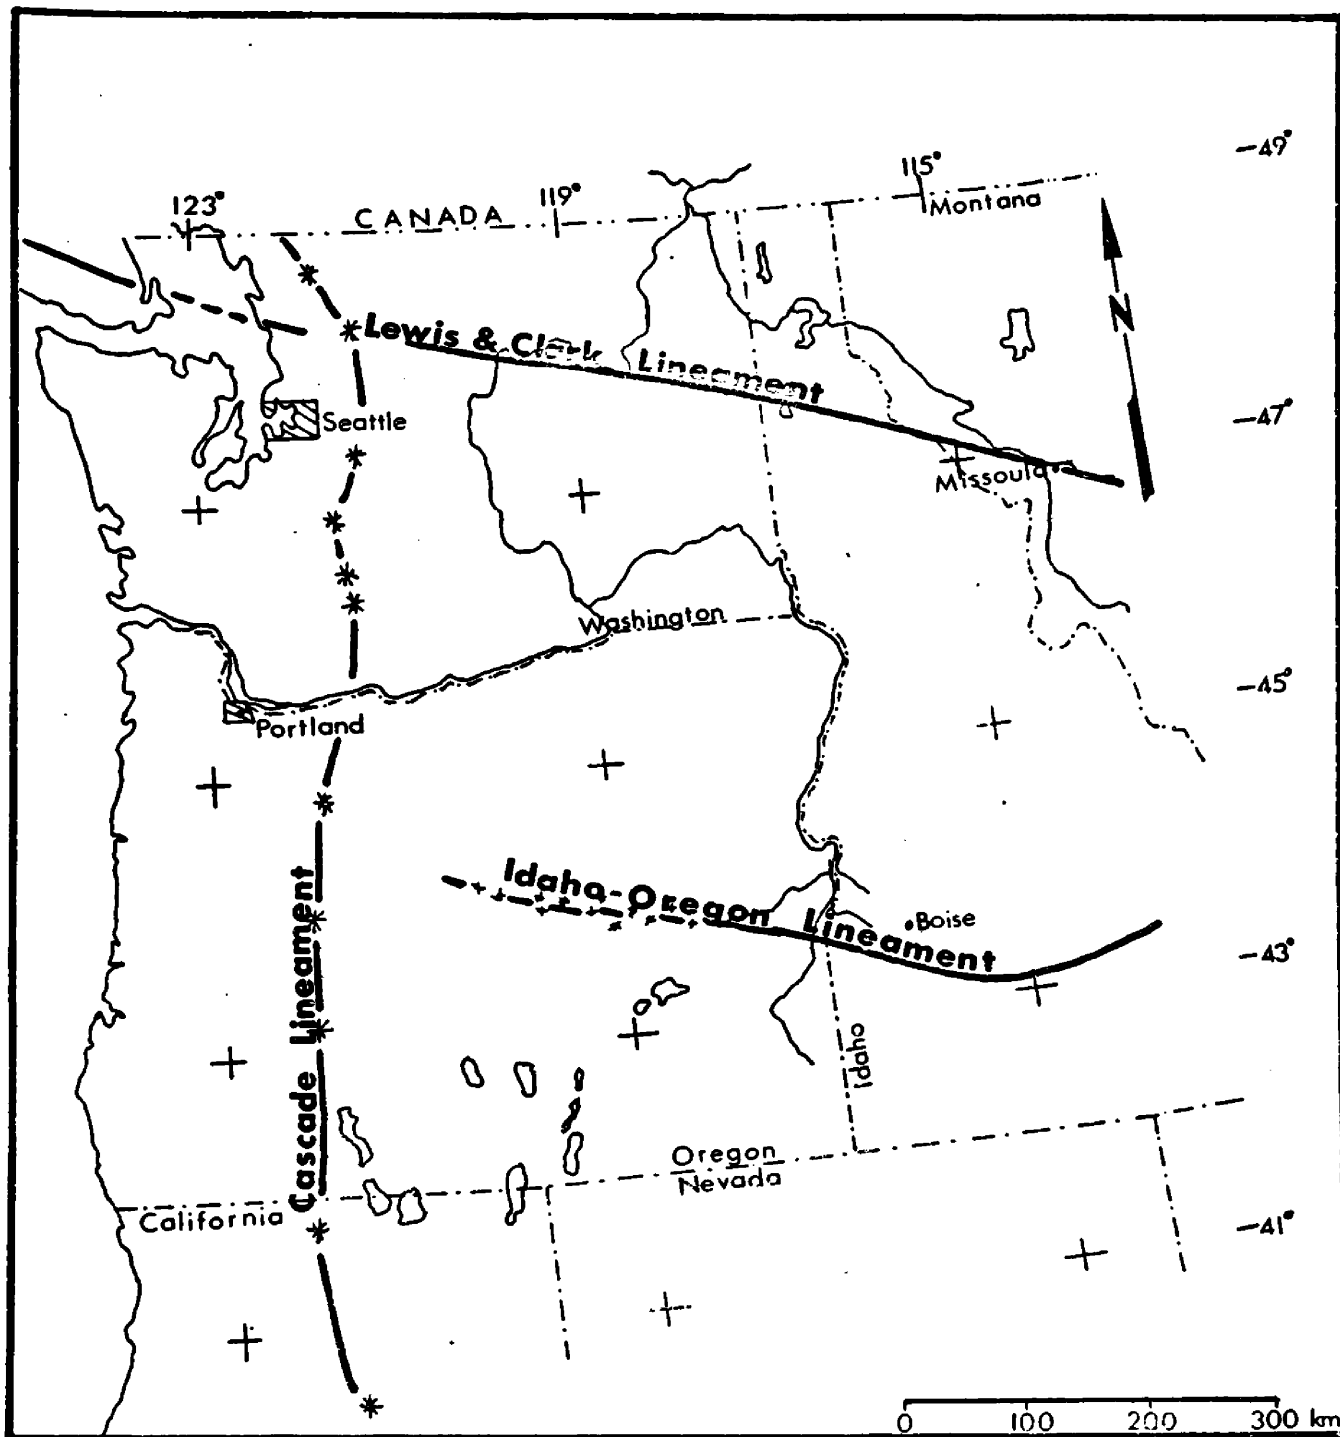 -49°
115°
Montana
119°
123°
CANADA
N
Lewis & Clark Lineament
-47°
Seattle
Missoula
Washington
-45°
Portland
Idaho-Oregon Lineament
Boise
-43°
Cascade Lineament
Idaho
Oregon
Nevada
California
-41°
0 100 200 300 km